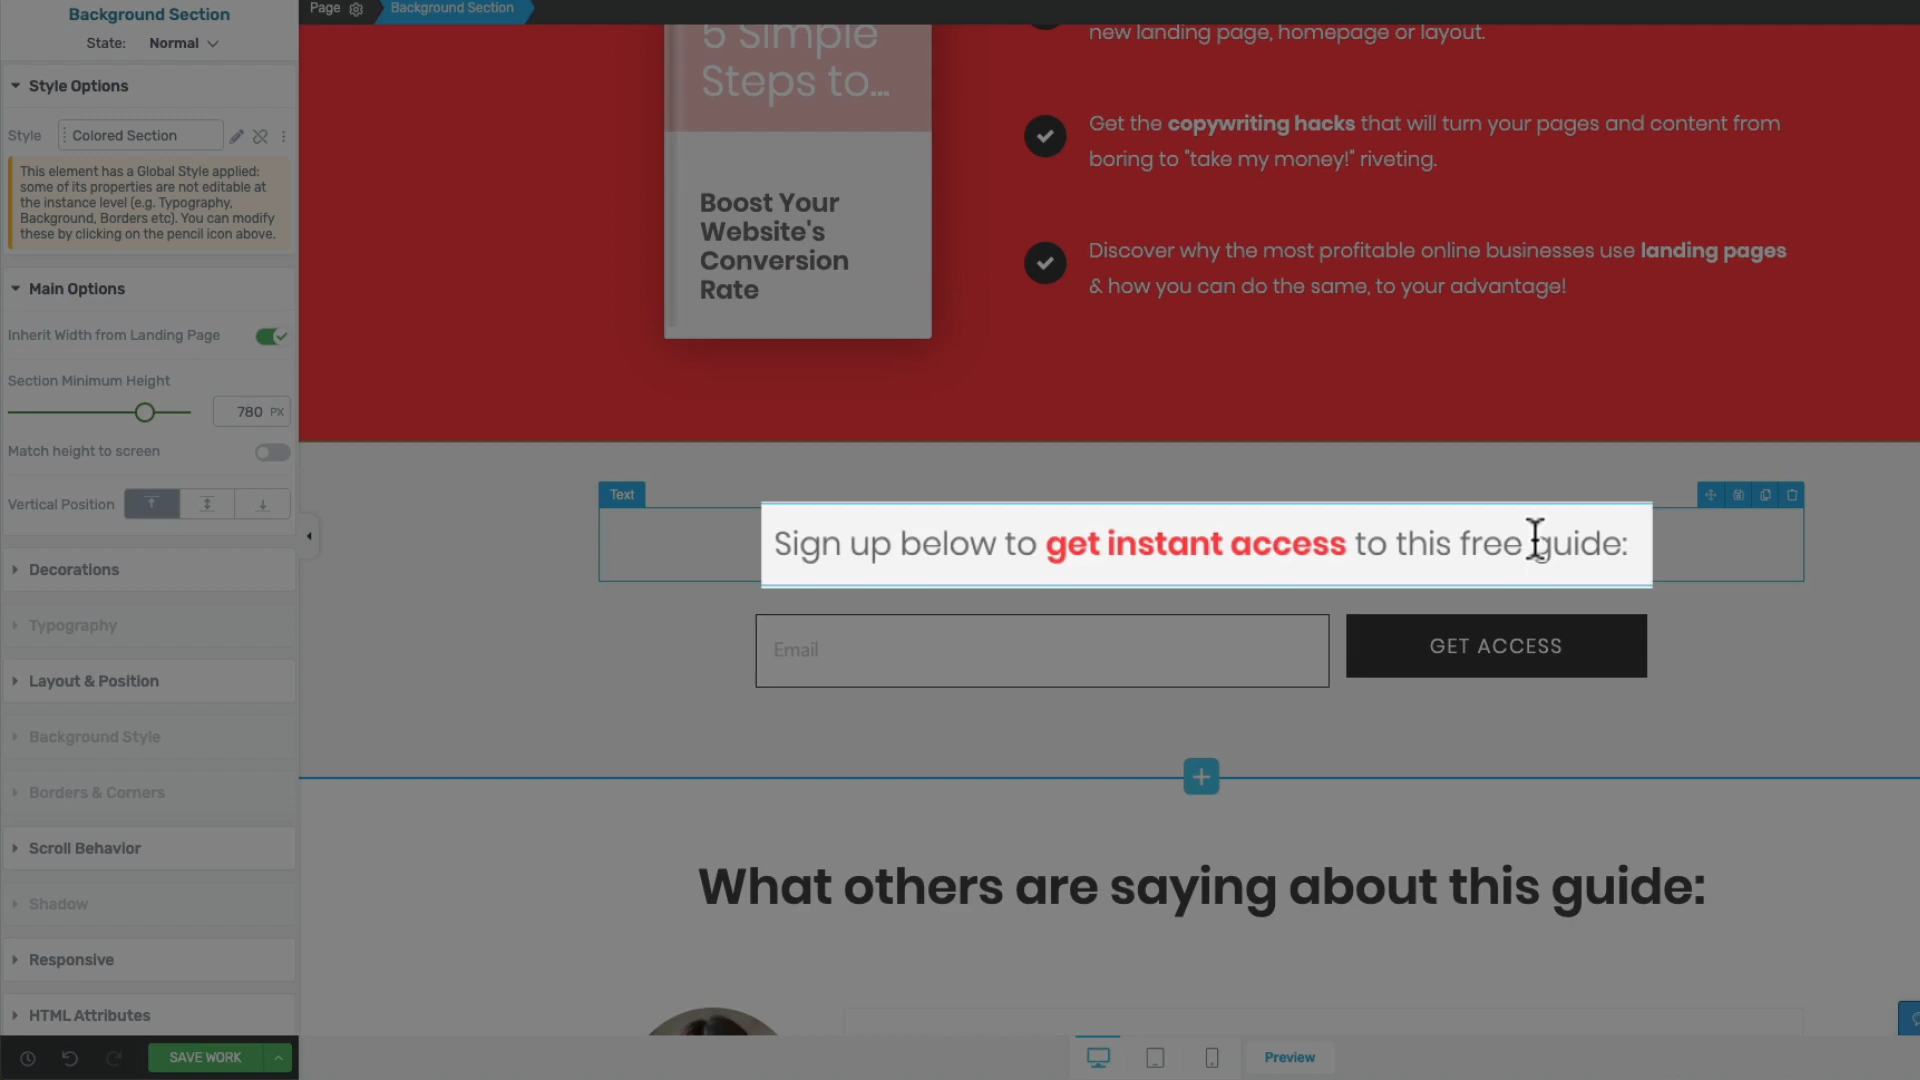 Background Section
State: Normal
Style Options
Style Colored Section
This element has a Global Style applied:
some of its properties are not editable at
the instance level (e.g. Typography,
Background, Borders etc). You can modify
these by clicking on the pencil icon above.
Main Options
Inherit Width from Landing Page
Section Minimum Height
780 PX
Match height to screen
Vertical Position
Decorations
Typography
Layout & Position
Background Style
Borders & Corners
Scroll Behavior
Shadow
Responsive
HTML Attributes
SAVE WORK
Page Background Section
5 Simple
Steps to...
Boost Your
Website's
Conversion
Rate
new landing page, homepage or layout.
Get the copywriting hacks that will turn your pages and content from
boring to "take my money!" riveting.
Discover why the most profitable online businesses use landing pages
& how you can do the same, to your advantage!
Text
Sign up below to get instant access to this free guide:
Email
GET ACCESS
What others are saying about this guide:
Preview